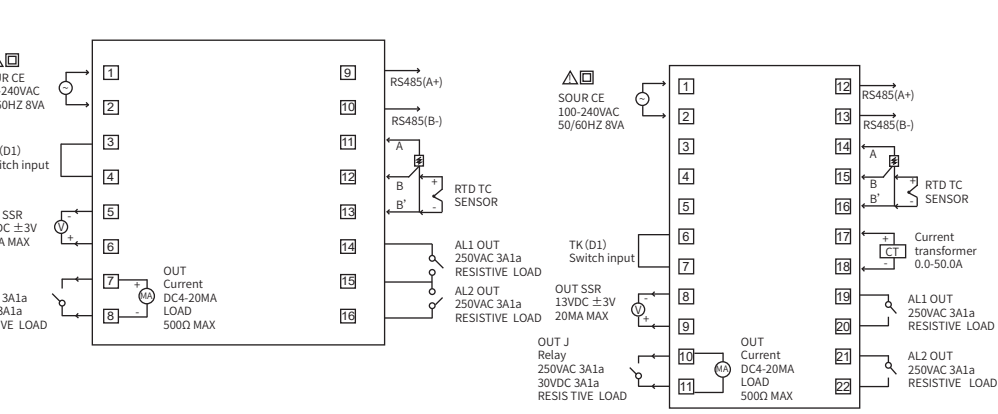 UR CE
-240VAC
60HZ 8VA
(D1)
itch input
SSR
DC ±3V
A MAX
3A1a
3A1a
VE LOAD
1
2
3
4
5
6
7
8
- 
+
V
+
MA
-
OUT
Current
DC4-20MA
LOAD
500Ω MAX
9
10
11
12
13
14
15
16
RS485(A+)
RS485(B-)
A
B
B'
+
-
RTD TC
SENSOR
AL1 OUT
250VAC 3A1a
RESISTIVE LOAD
AL2 OUT
250VAC 3A1a
RESISTIVE LOAD
SOUR CE
100-240VAC
50/60HZ 8VA
TK (D1)
Switch input
OUT SSR
13VDC ±3V
20MA MAX
OUT J
Relay
250VAC 3A1a
30VDC 3A1a
RESIS TIVE LOAD
1
2
3
4
5
6
7
8
9
10
11
-
V
+
MA
OUT
Current
DC4-20MA
LOAD
500Ω MAX
12
13
14
15
16
17
18
19
20
21
22
RS485(A+)
RS485(B-)
A
B
B'
+
-
RTD TC
SENSOR
+
CT
-
Current
transformer
0.0-50.0A
AL1 OUT
250VAC 3A1a
RESISTIVE LOAD
AL2 OUT
250VAC 3A1a
RESISTIVE LOAD